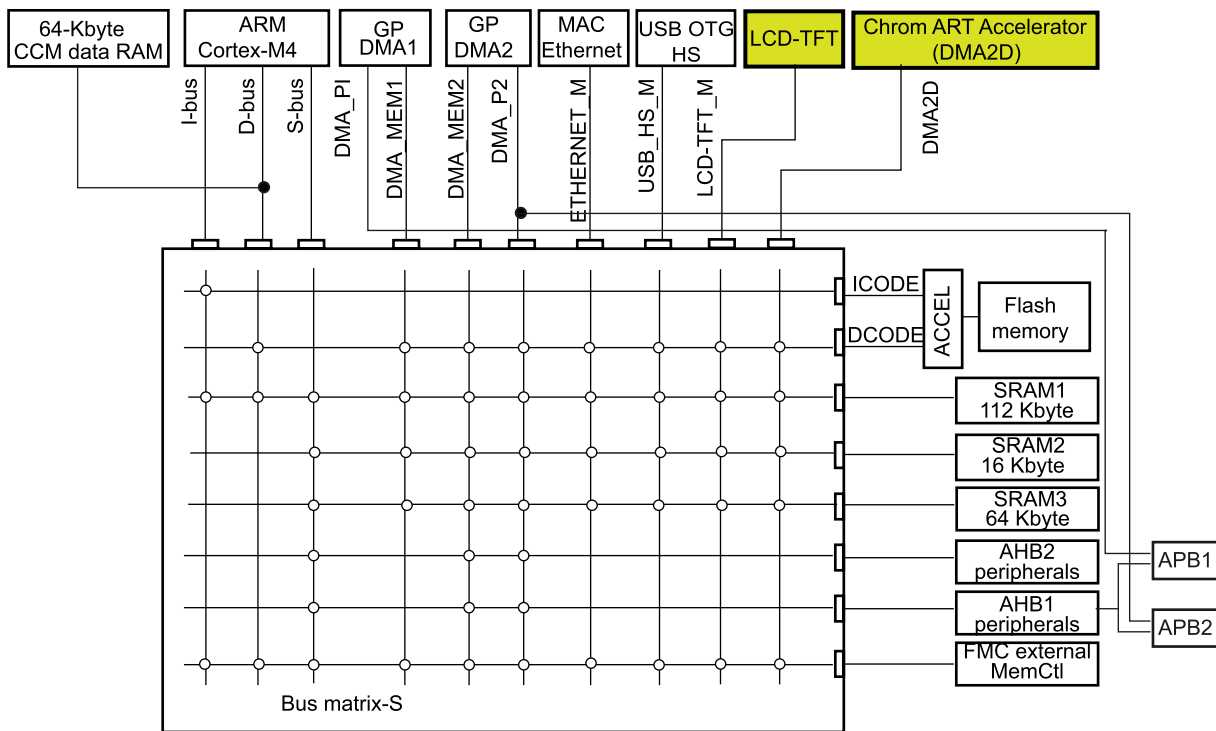 64-Kbyte
CCM data RAM
ARM
Cortex-M4
GP
DMA1
GP
DMA2
MAC
Ethernet
USB OTG
HS
LCD-TFT
Chrom ART Accelerator
(DMA2D)
I-bus
D-bus
S-bus
DMA_PI
DMA_MEM1
DMA_MEM2
DMA_P2
ETHERNET_M
USB_HS_M
LCD-TFT_M
DMA2D
ICODE
DCODE
ACCEL
Flash
memory
SRAM1
112 Kbyte
SRAM2
16 Kbyte
SRAM3
64 Kbyte
AHB2
peripherals
AHB1
peripherals
FMC external
MemCtl
APB1
APB2
Bus matrix-S